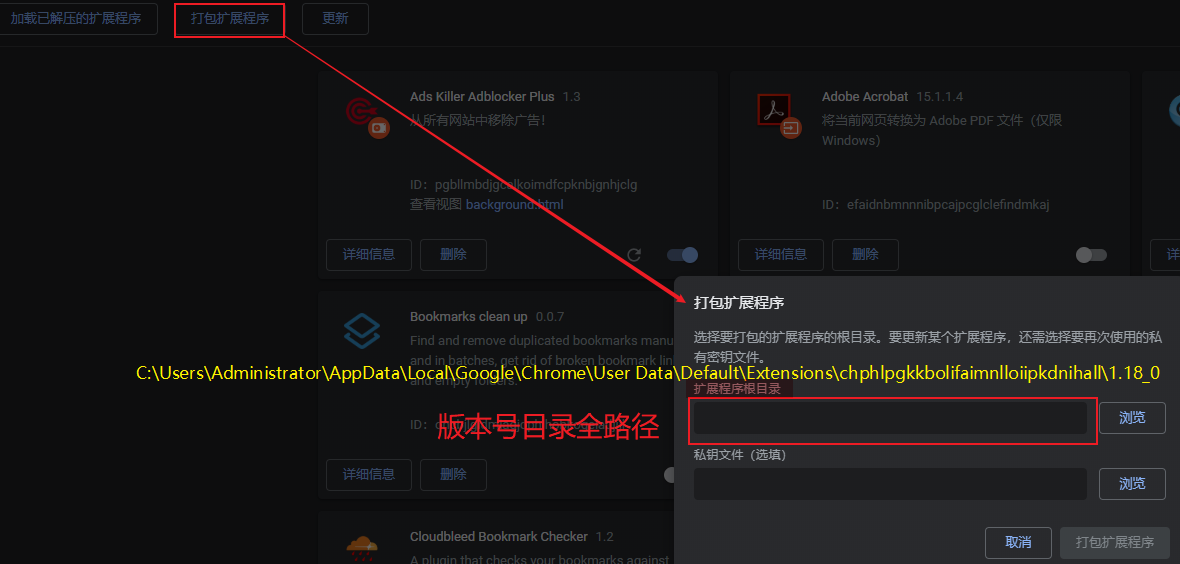 加载已解压的扩展程序
打包扩展程序
更新
Ads Killer Adblocker Plus 1.3
从所有网站中移除广告!
ID: pgbllmbdjgcalkoimdfcpknbjgnhjclg
查看视图 background.html
详细信息
删除
Adobe Acrobat 15.1.1.4
将当前网页转换为 Adobe PDF 文件（仅限
Windows）
ID: efaidnbmnnnibpcajpcglclefindmkaj
详细信息
删除
Bookmarks clean up 0.0.7
Find and remove duplicated bookmarks manu
and in batches, get rid of broken bookmark lin
and empty folders.
ID:
详细信息
删除
Cloudbleed Bookmark Checker 1.2
A plugin that checks your bookmarks against
打包扩展程序
选择要打包的扩展程序的根目录。要更新某个扩展程序，还需选择要再次使用的私
有密钥文件。
C:\Users\Administrator\AppData\Local\Google\Chrome\User Data\Default\Extensions\chphlpgkkbolifaimnlloiipkdnihall\1.18_0
扩展程序根目录
版本号目录全路径
浏览
私钥文件（选填）
浏览
取消
打包扩展程序